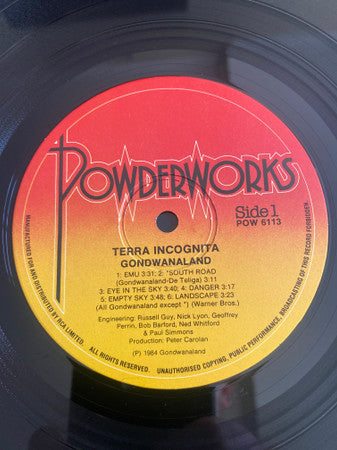 POWDERWORKS
Side 1
POW 6113
TERRA INCOGNITA
GONDWANALAND
1: EMU 3:31; 2: *SOUTH ROAD
(Gondwanaland-De Teliga) 3:11
3: EYE IN THE SKY 3:40; 4: DANGER 3:17
5: EMPTY SKY 3:48; 6: LANDSCAPE 3:23
(All Gondwanaland except *) (Warner Bros.)
Engineering: Russell Guy, Nick Lyon, Geoffrey
Perrin, Bob Barford, Ned Whitford
& Paul Simmons
Production: Peter Carolan
(P) 1984 Gondwanaland
MANUFACTURED FOR AND DISTRIBUTED BY RCA LIMITED. ALL RIGHTS RESERVED. UNAUTHORISED COPYING, PUBLIC PERFORMANCE, BROADCASTING OF THIS RECORD FORBIDDEN.